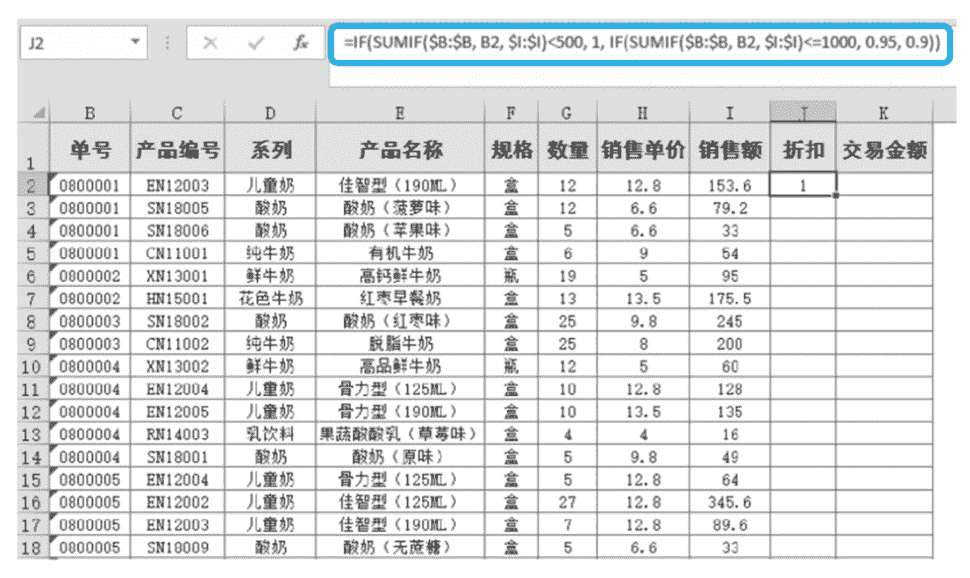 J2 fx =IF(SUMIF($B:$B, B2, $I:$I)<500, 1, IF(SUMIF($B:$B, B2, $I:$I)<=1000, 0.95, 0.9))
B C D E F G H I J K
1 单号 产品编号 系列 产品名称 规格 数量 销售单价 销售额 折扣 交易金额
2 0800001 EN12003 儿童奶 佳智型（190ML） 盒 12 12.8 153.6 1
3 0800001 SN18005 酸奶 酸奶（菠萝味） 盒 12 6.6 79.2
4 0800001 SN18006 酸奶 酸奶（苹果味） 盒 5 6.6 33
5 0800001 CN11001 纯牛奶 有机牛奶 盒 6 9 54
6 0800002 XN13001 鲜牛奶 高钙鲜牛奶 瓶 19 5 95
7 0800002 HN15001 花色牛奶 红枣早餐奶 盒 13 13.5 175.5
8 0800003 SN18002 酸奶 酸奶（红枣味） 盒 25 9.8 245
9 0800003 CN11002 纯牛奶 脱脂牛奶 盒 25 8 200
10 0800004 XN13002 鲜牛奶 高品鲜牛奶 瓶 12 5 60
11 0800004 EN12004 儿童奶 骨力型（125ML） 盒 10 12.8 128
12 0800004 EN12005 儿童奶 骨力型（190ML） 盒 10 13.5 135
13 0800004 RN14003 乳饮料 果蔬酸酸乳（草莓味） 盒 4 4 16
14 0800004 SN18001 酸奶 酸奶（原味） 盒 5 9.8 49
15 0800005 EN12004 儿童奶 骨力型（125ML） 盒 5 12.8 64
16 0800005 EN12002 儿童奶 佳智型（125ML） 盒 27 12.8 345.6
17 0800005 EN12003 儿童奶 佳智型（190ML） 盒 7 12.8 89.6
18 0800005 SN18009 酸奶 酸奶（无蔗糖） 盒 5 6.6 33